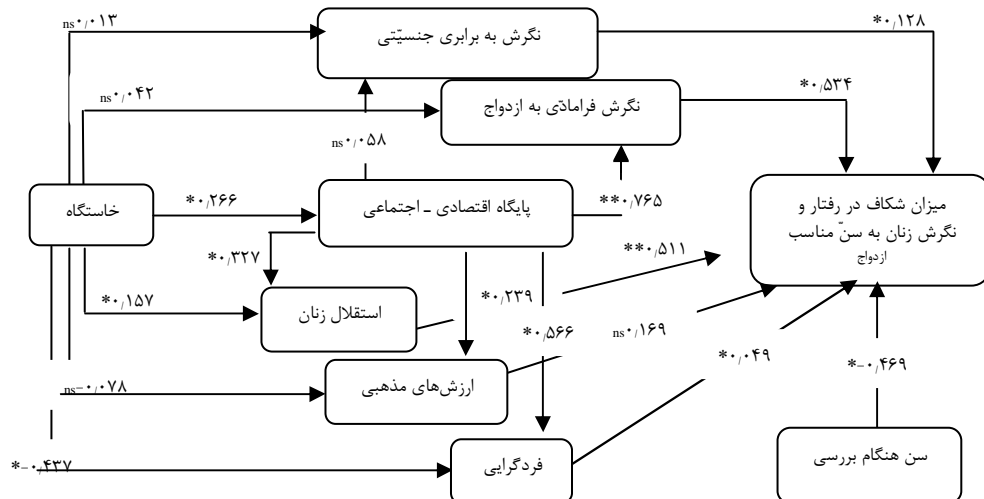 ns۰٫۰۱۳
نگرش به برابری جنسیّتی
*۰٫۱۲۸
ns۰٫۰۴۲
نگرش فرامادّی به ازدواج
*۰٫۵۳۴
ns۰٫۰۵۸
خاستگاه
*۰٫۲۶۶
پایگاه اقتصادی ـ اجتماعی
**۰٫۷۶۵
میزان شکاف در رفتار و
نگرش زنان به سنّ مناسب
ازدواج
*۰٫۳۲۷
**۰٫۵۱۱
*۰٫۱۵۷
استقلال زنان
*۰٫۲۳۹
*۰٫۵۶۶
ns۰٫۱۶۹
*۰٫۰۴۹
*-۰٫۴۶۹
ns-۰٫۰۷۸
ارزش‌های مذهبی
*-۰٫۴۳۷
فردگرایی
سن هنگام بررسی